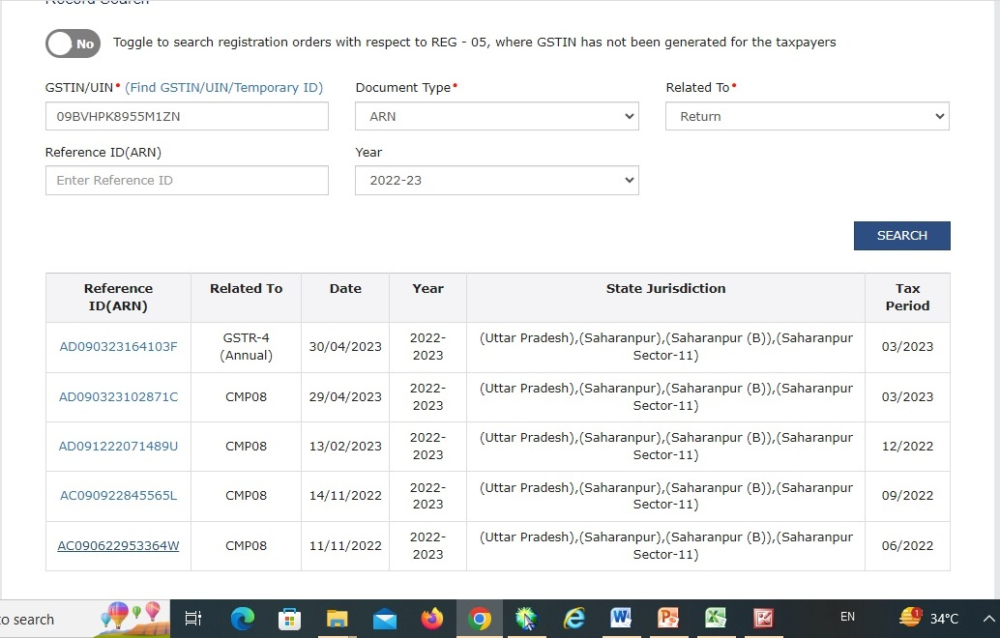 Record Search
No
Toggle to search registration orders with respect to REG - 05, where GSTIN has not been generated for the taxpayers
GSTIN/UIN• (Find GSTIN/UIN/Temporary ID)
Document Type•
Related To•
09BVHPK8955M1ZN
ARN
Return
Reference ID(ARN)
Year
Enter Reference ID
2022-23
SEARCH
Reference ID(ARN) Related To Date Year State Jurisdiction Tax Period
AD090323164103F GSTR-4 (Annual) 30/04/2023 2022-2023 (Uttar Pradesh),(Saharanpur),(Saharanpur (B)),(Saharanpur Sector-11) 03/2023
AD090323102871C CMP08 29/04/2023 2022-2023 (Uttar Pradesh),(Saharanpur),(Saharanpur (B)),(Saharanpur Sector-11) 03/2023
AD091222071489U CMP08 13/02/2023 2022-2023 (Uttar Pradesh),(Saharanpur),(Saharanpur (B)),(Saharanpur Sector-11) 12/2022
AC090922845565L CMP08 14/11/2022 2022-2023 (Uttar Pradesh),(Saharanpur),(Saharanpur (B)),(Saharanpur Sector-11) 09/2022
AC090622953364W CMP08 11/11/2022 2022-2023 (Uttar Pradesh),(Saharanpur),(Saharanpur (B)),(Saharanpur Sector-11) 06/2022
to search
EN
1
34°C